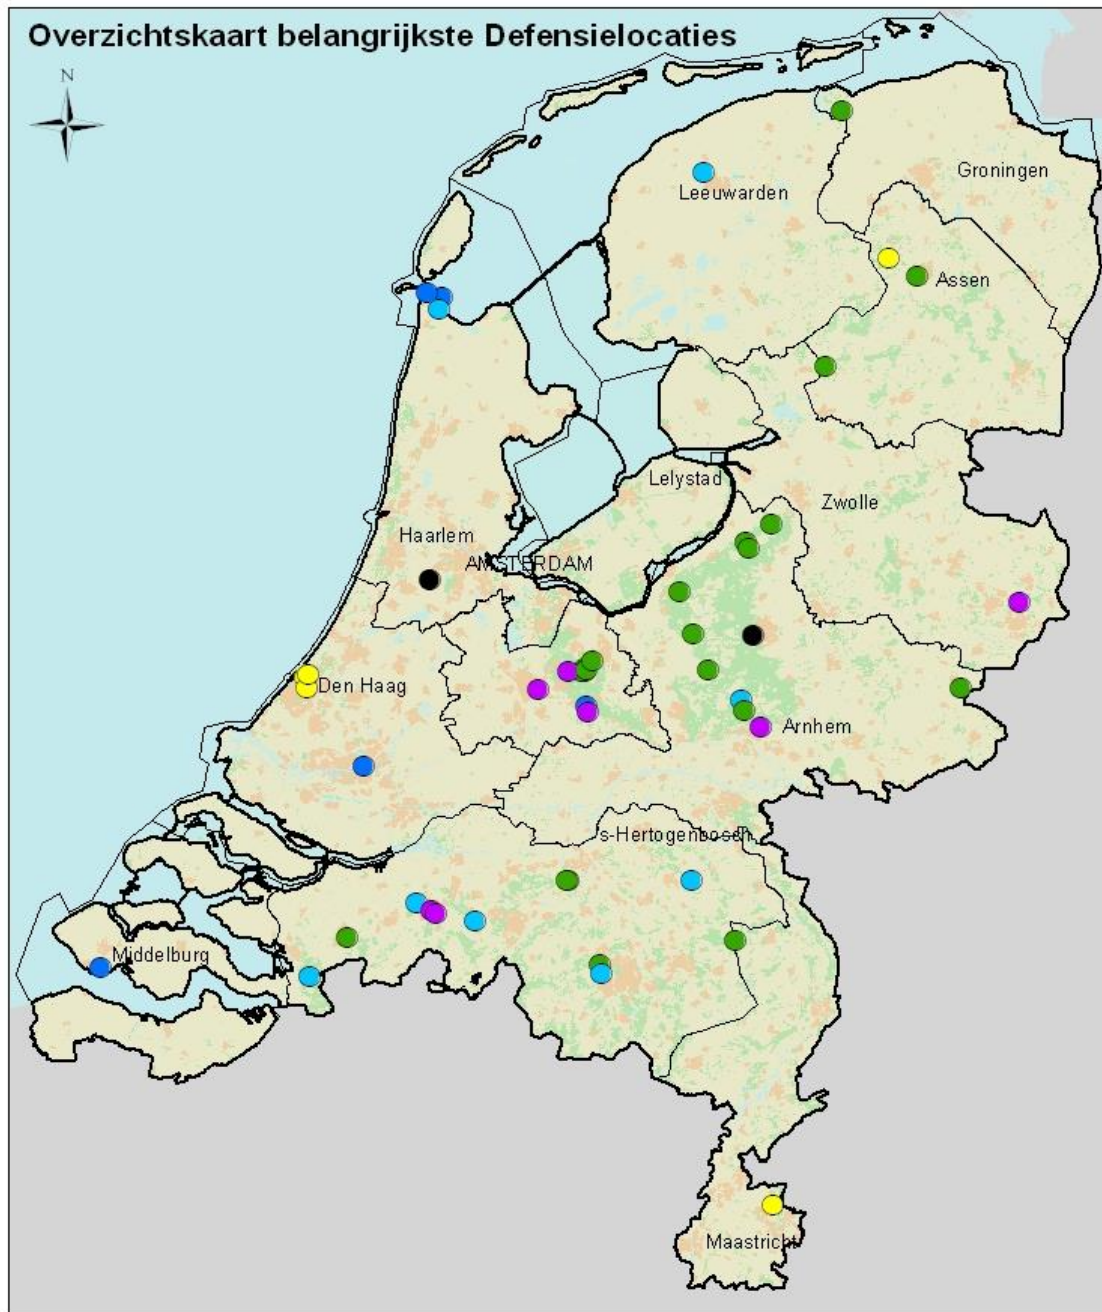 Overzichtskaart belangrijkste Defensielocaties
N
Groningen
Leeuwarden
Assen
Lelystad
Zwolle
Haarlem
AMSTERDAM
Den Haag
Arnhem
's-Hertogenbosch
Middelburg
Maastricht